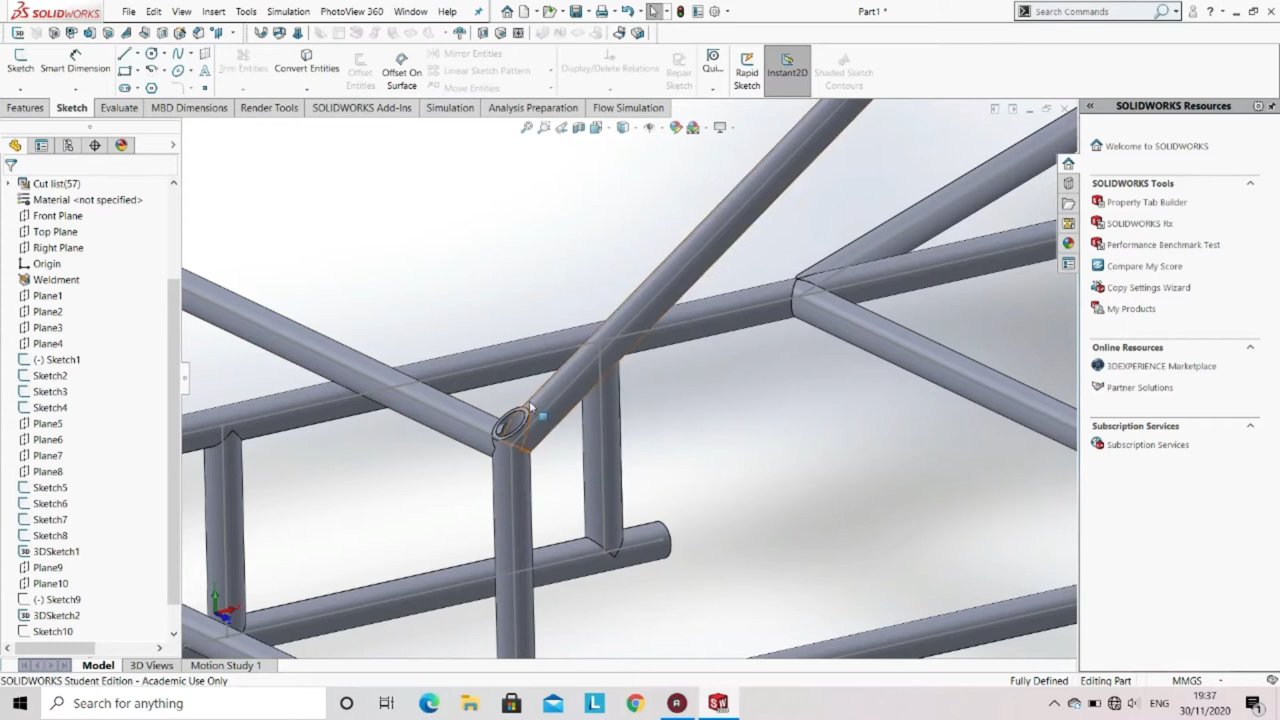 SOLIDWORKS File Edit View Insert Tools Simulation PhotoView 360 Window Help Part1 * Search Commands
Sketch Smart Dimension Trim Entities Convert Entities Offset Entities Offset On Surface Mirror Entities Linear Sketch Pattern Move Entities Display/Delete Relations Repair Sketch Qui... Rapid Sketch Instant2D Shaded Sketch Contours
Features Sketch Evaluate MBD Dimensions Render Tools SOLIDWORKS Add-Ins Simulation Analysis Preparation Flow Simulation
SOLIDWORKS Resources
Welcome to SOLIDWORKS
SOLIDWORKS Tools
Property Tab Builder
SOLIDWORKS Rx
Performance Benchmark Test
Compare My Score
Copy Settings Wizard
My Products
Online Resources
3DEXPERIENCE Marketplace
Partner Solutions
Subscription Services
Subscription Services
Cut list(57)
Material <not specified>
Front Plane
Top Plane
Right Plane
Origin
Weldment
Plane1
Plane2
Plane3
Plane4
(-) Sketch1
Sketch2
Sketch3
Sketch4
Plane5
Plane6
Plane7
Plane8
Sketch5
Sketch6
Sketch7
Sketch8
3DSketch1
Plane9
Plane10
(-) Sketch9
3DSketch2
Sketch10
Model 3D Views Motion Study 1
SOLIDWORKS Student Edition - Academic Use Only Fully Defined Editing Part MMGS
Search for anything ENG 19:37
30/11/2020